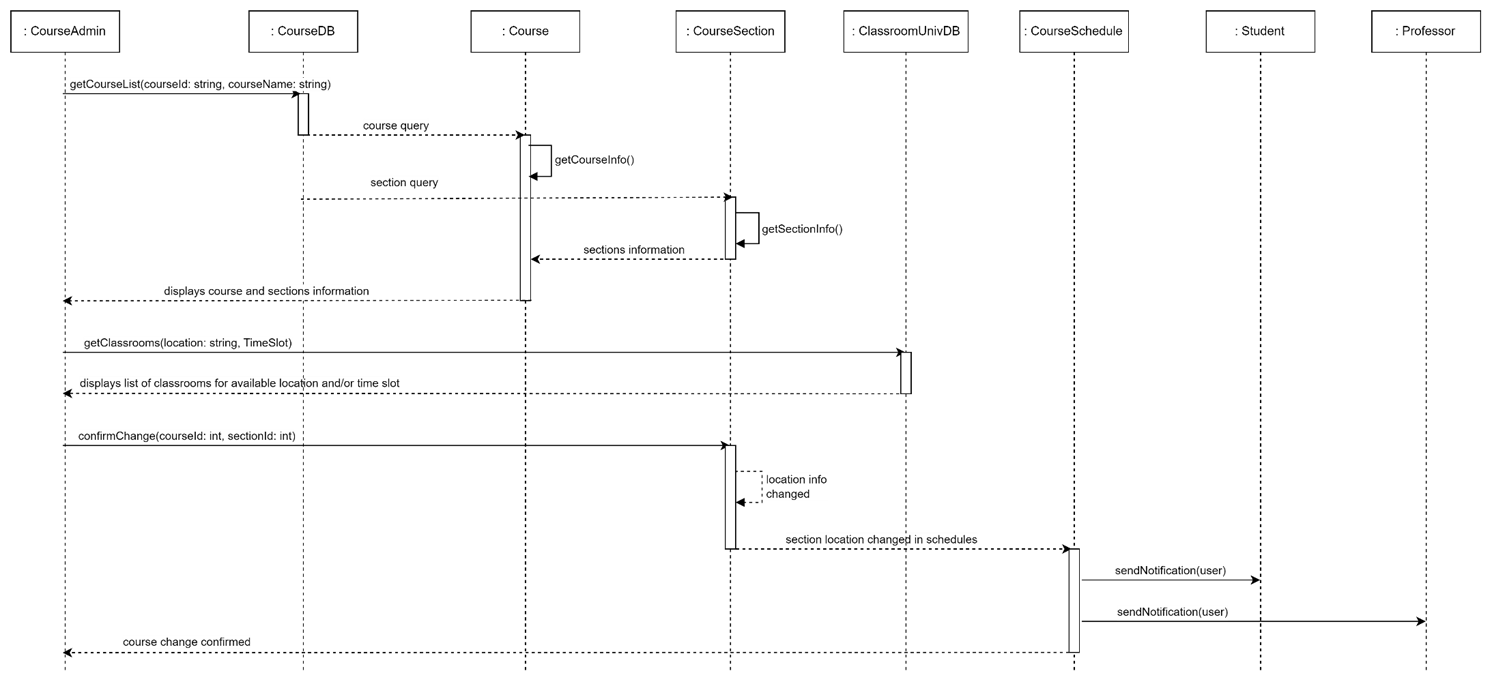 : CourseAdmin
: CourseDB
: Course
: CourseSection
: ClassroomUnivDB
: CourseSchedule
: Student
: Professor
getCourseList(courseId: string, courseName: string)
course query
getCourseInfo()
section query
getSectionInfo()
sections information
displays course and sections information
getClassrooms(location: string, TimeSlot)
displays list of classrooms for available location and/or time slot
confirmChange(courseId: int, sectionId: int)
location info
changed
section location changed in schedules
sendNotification(user)
sendNotification(user)
course change confirmed